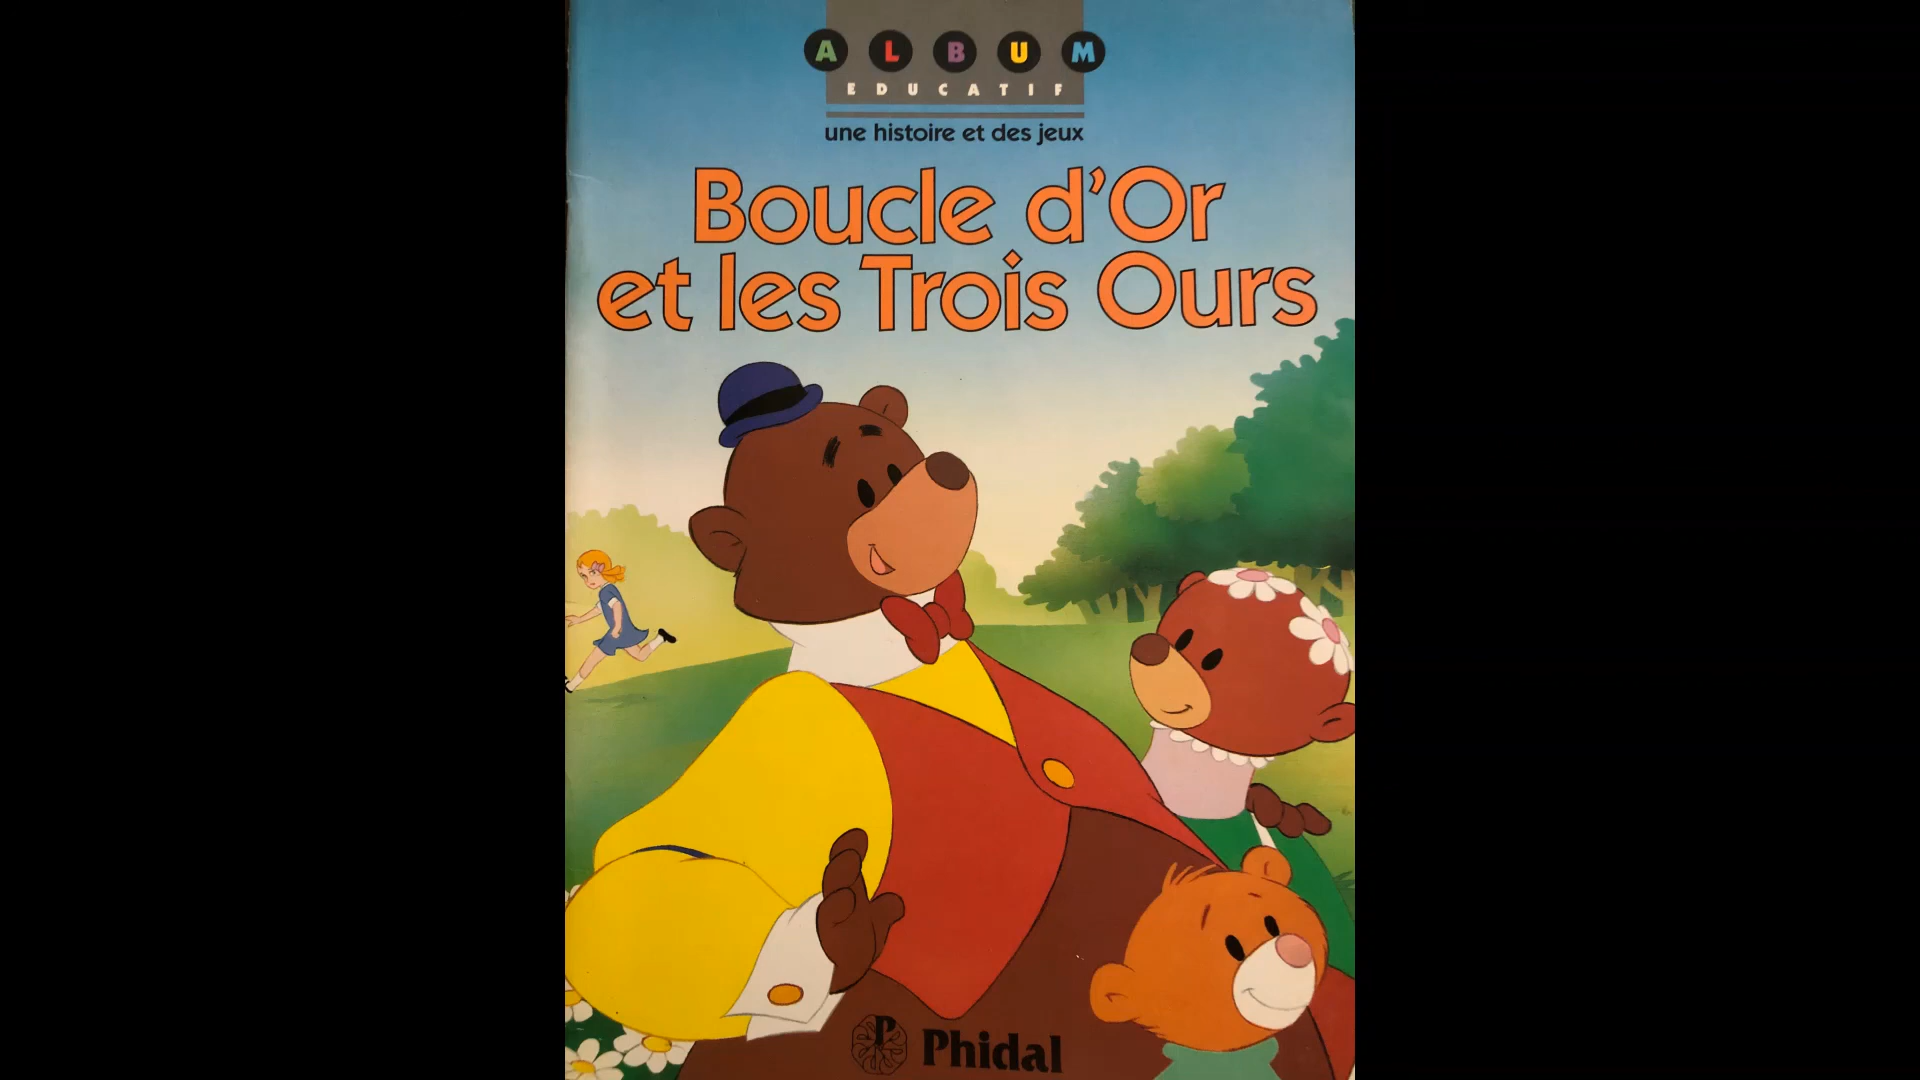 ALBUM
EDUCATIF
une histoire et des jeux
Boucle d'Or
et les Trois Ours
P
Phidal